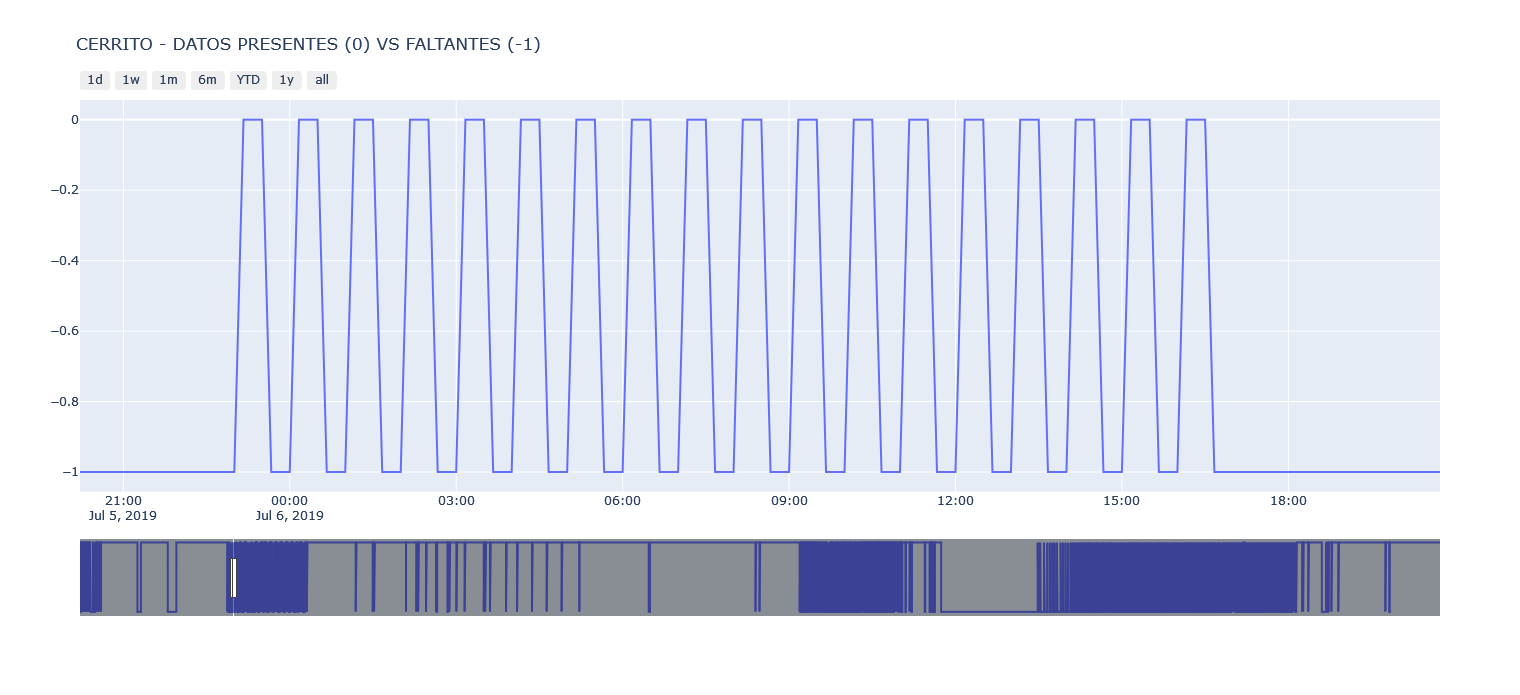 CERRITO - DATOS PRESENTES (0) VS FALTANTES (-1)
1d 1w 1m 6m YTD 1y all
0
−0.2
−0.4
−0.6
−0.8
−1
21:00 00:00 03:00 06:00 09:00 12:00 15:00 18:00
Jul 5, 2019 Jul 6, 2019